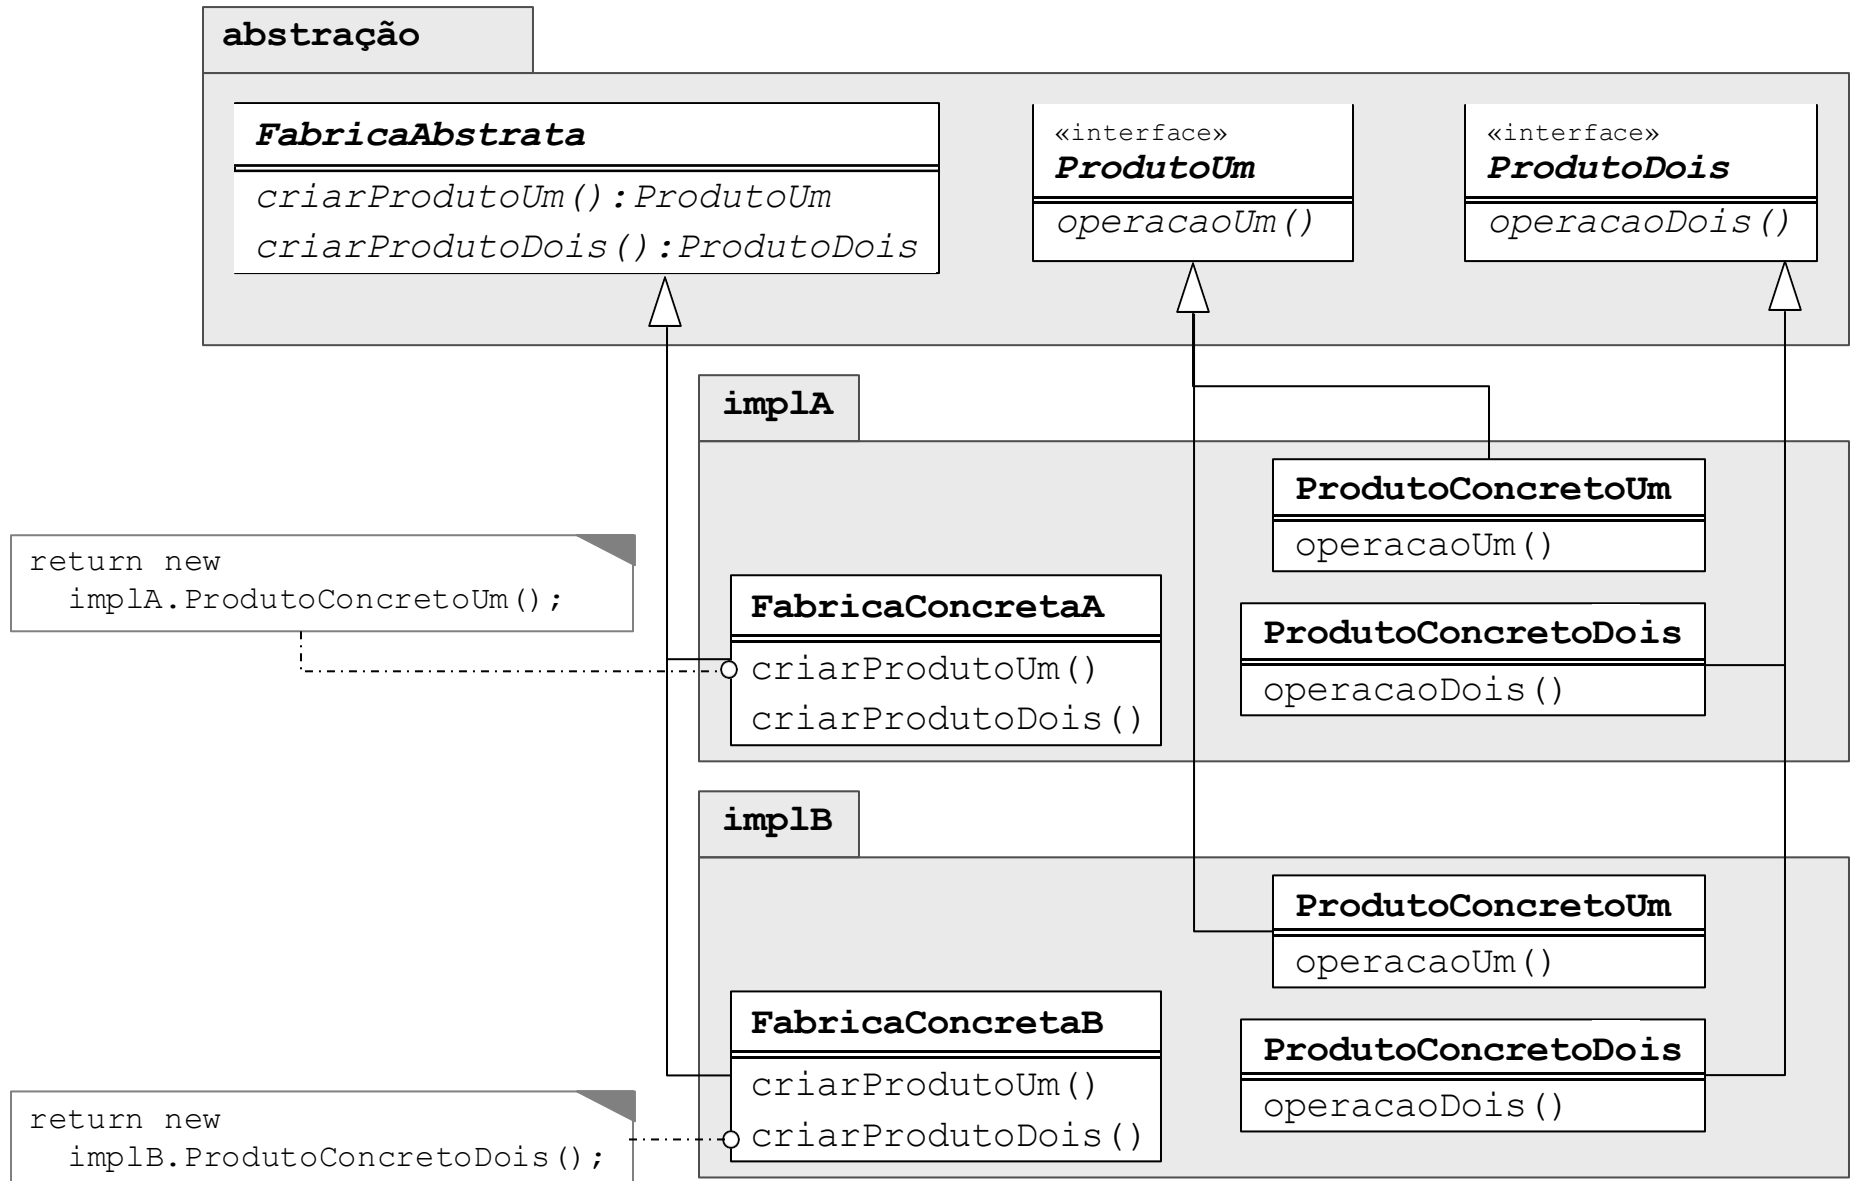 abstração
FabricaAbstrata
criarProdutoUm():ProdutoUm
criarProdutoDois():ProdutoDois
«interface»
ProdutoUm
operacaoUm()
«interface»
ProdutoDois
operacaoDois()
implA
ProdutoConcretoUm
operacaoUm()
return new
implA.ProdutoConcretoUm();
FabricaConcretaA
criarProdutoUm()
criarProdutoDois()
ProdutoConcretoDois
operacaoDois()
implB
ProdutoConcretoUm
operacaoUm()
FabricaConcretaB
criarProdutoUm()
criarProdutoDois()
ProdutoConcretoDois
operacaoDois()
return new
implB.ProdutoConcretoDois();